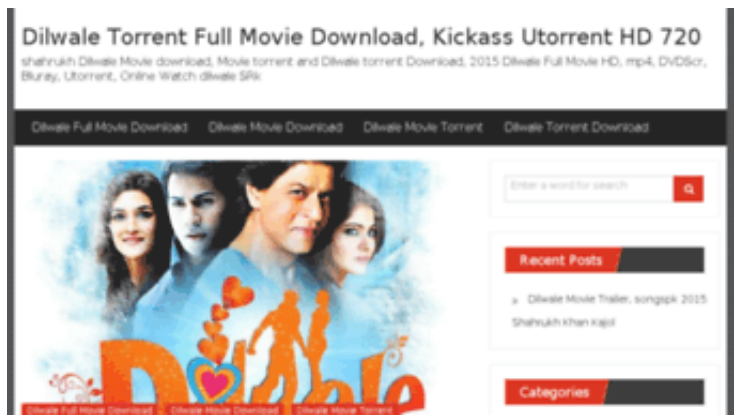 Dilwale Torrent Full Movie Download, Kickass Utorrent HD 720
shahrukh Dilwale Movie download, Movie torrent and Dilwale torrent Download, 2015 Dilwale Full Movie HD, mp4, DVDScr,
Bluray, Utorrent, Online Watch dilwale SRk
Dilwale Full Movie Download Dilwale Movie Download Dilwale Movie Torrent Dilwale Torrent Download
Enter a word for search
Recent Posts
» Dilwale Movie Trailer, songspk 2015
Shahrukh Khan Kajol
Categories
Dilwale
Dilwale Full Movie Download Dilwale Movie Download Dilwale Movie Torrent